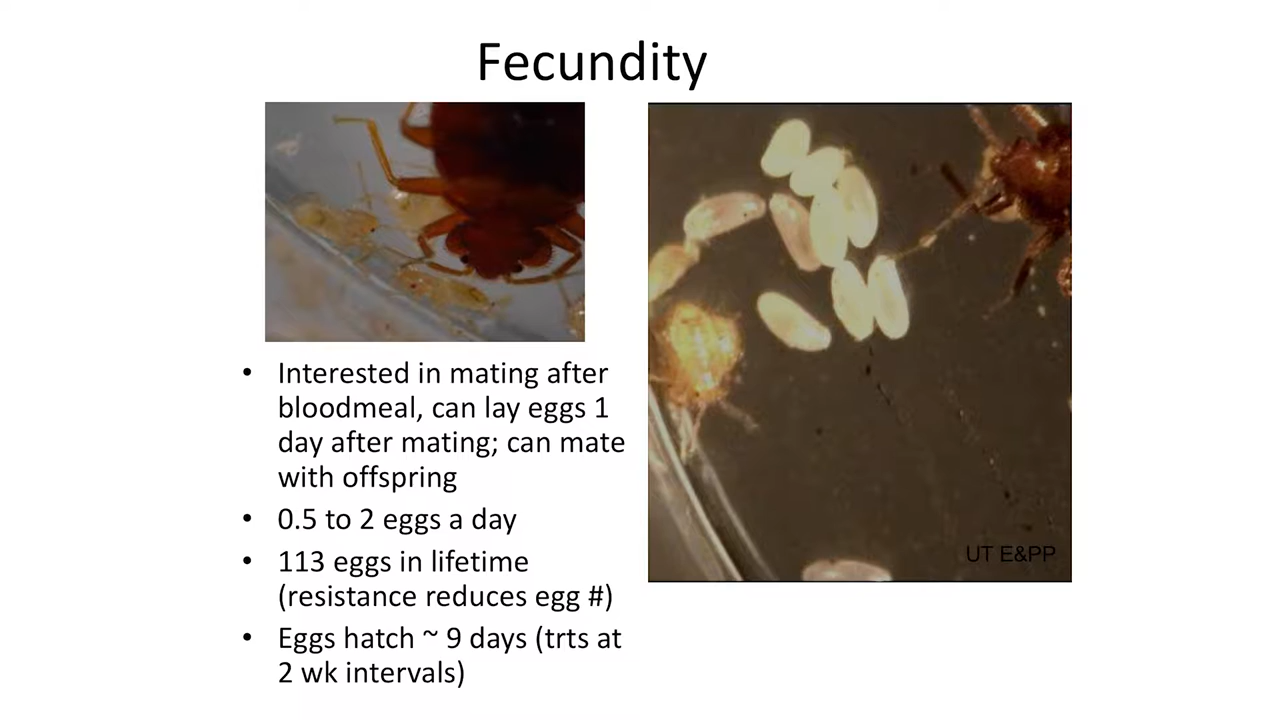 Fecundity
• Interested in mating after
bloodmeal, can lay eggs 1
day after mating; can mate
with offspring
• 0.5 to 2 eggs a day
• 113 eggs in lifetime
(resistance reduces egg #)
• Eggs hatch ~ 9 days (trts at
2 wk intervals)
UT E&PP